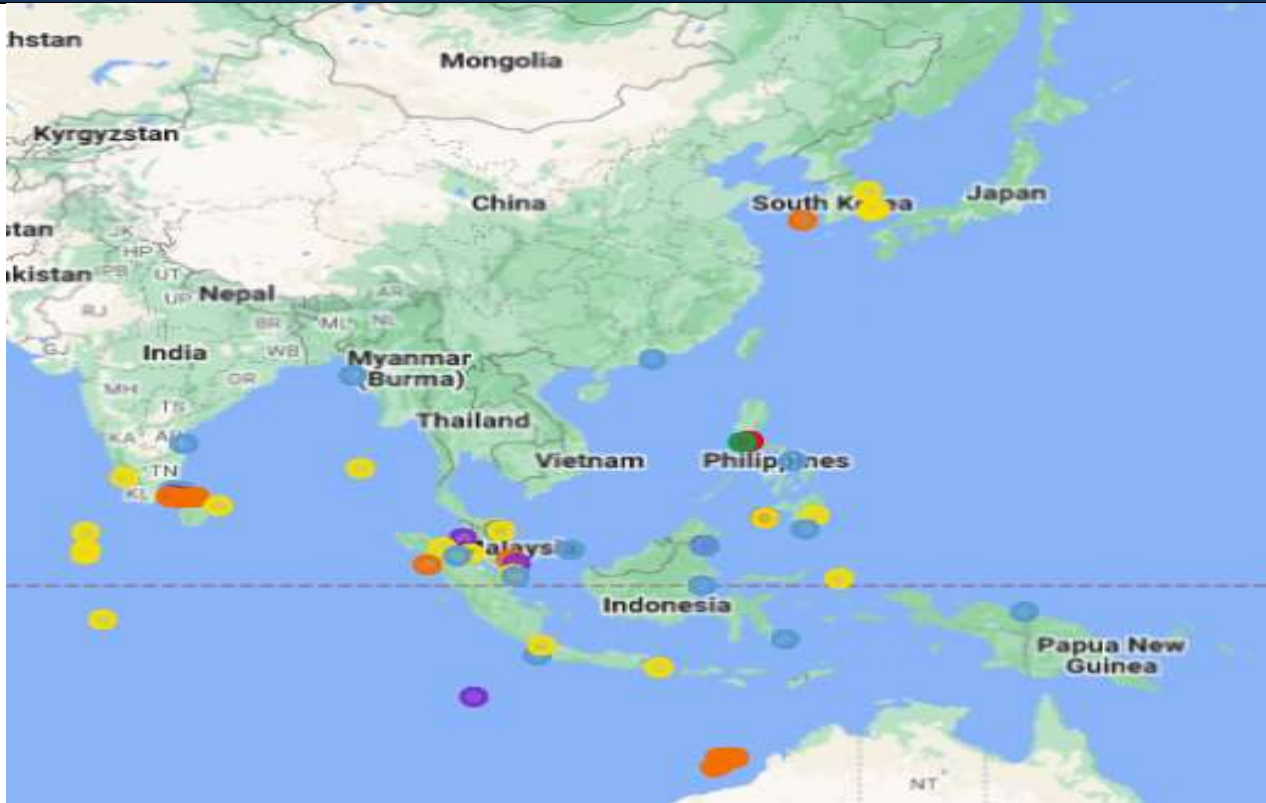 hstan
Mongolia
Kyrgyzstan
China
South Korea
Japan
stan
JK
HP
akistan
PB
UT
UP
Nepal
AR
RJ
BR
ML
NL
GJ
India
WB
Myanmar
(Burma)
MH
OR
TS
Thailand
KA
AP
Vietnam
Philippines
TN
KL
Malaysia
Indonesia
Papua New
Guinea
NT